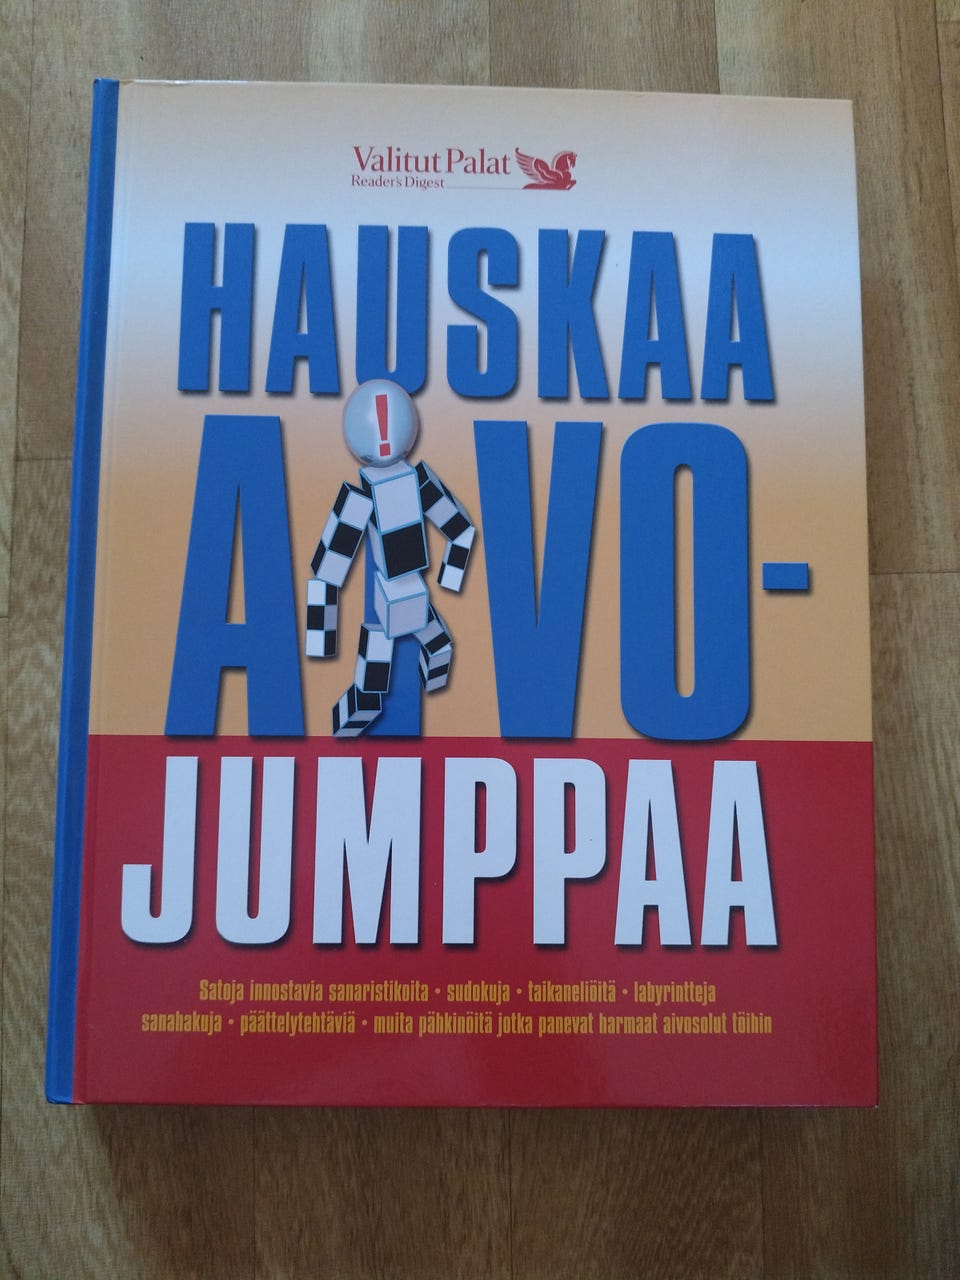 Valitut Palat
Reader's Digest
HAUSKAA
!
AIVO-
JUMPPAA
Satoja innostavia sanaristikoita • sudokuja • taikaneliöitä • labyrintteja
sanahakuja • päättelytehtäviä • muita pähkinöitä jotka panevat harmaat aivosolut töihin